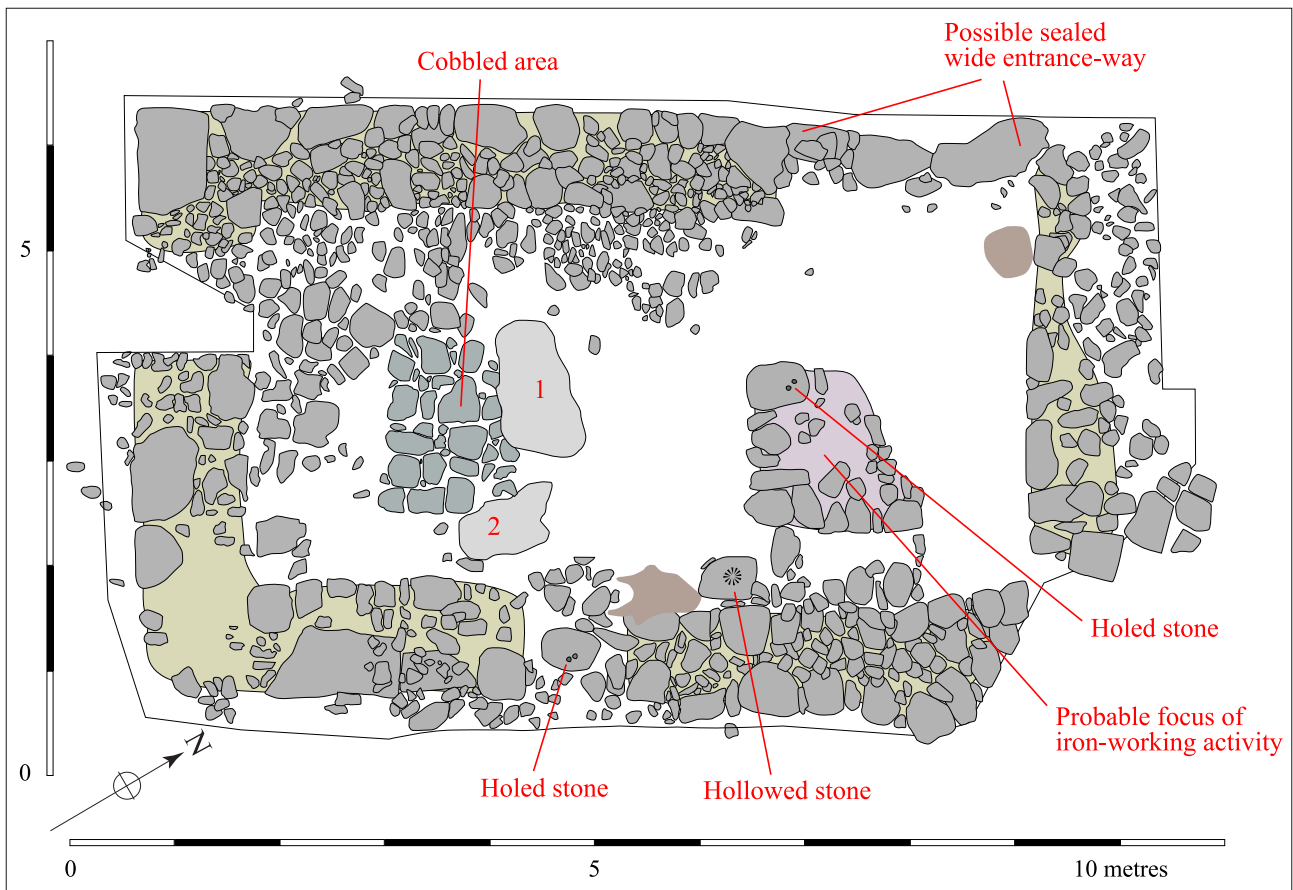 Possible sealed
wide entrance-way
Cobbled area
5
1
2
Holed stone
Probable focus of
iron-working activity
0
N
Holed stone
Hollowed stone
0
5
10 metres